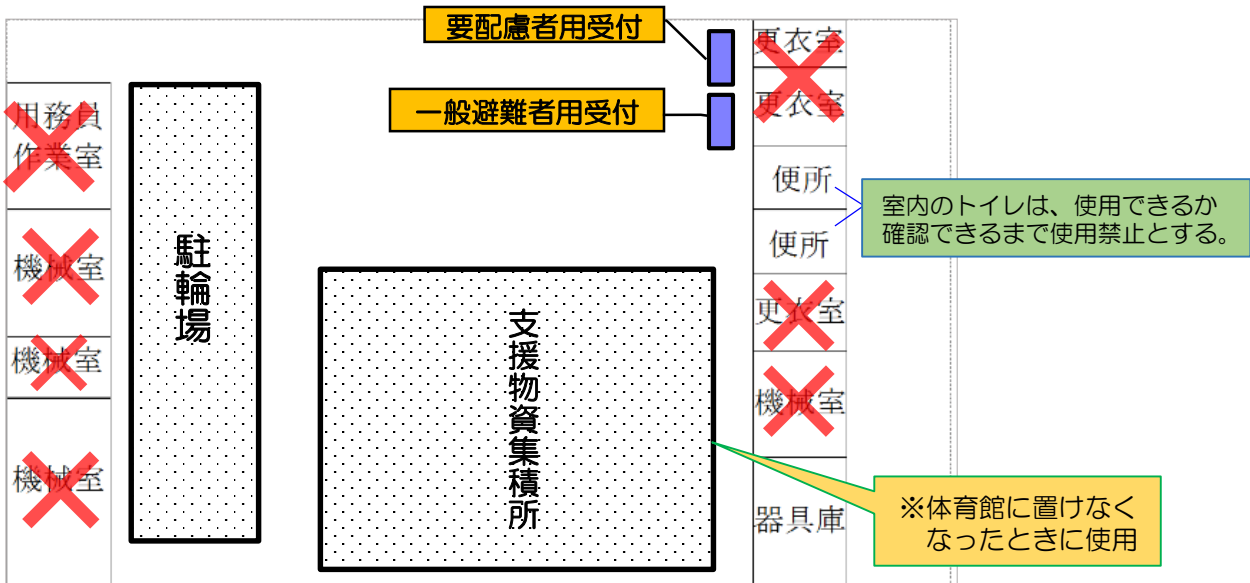 要配慮者用受付
一般避難者用受付
用務員
作業室
機械室
機械室
機械室
駐輪場
支援物資集積所
更衣室
更衣室
便所
便所
更衣室
機械室
器具庫
室内のトイレは、使用できるか
確認できるまで使用禁止とする。
※体育館に置けなく
なったときに使用